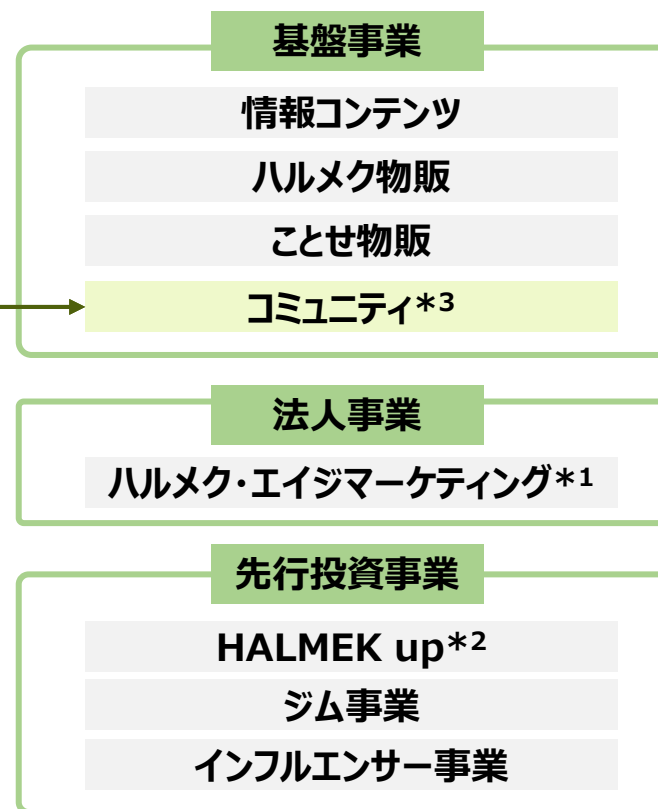 基盤事業
情報コンテンツ
ハルメク物販
ことせ物販
コミュニティ*3
法人事業
ハルメク・エイジマーケティング*1
先行投資事業
HALMEK up*2
ジム事業
インフルエンサー事業